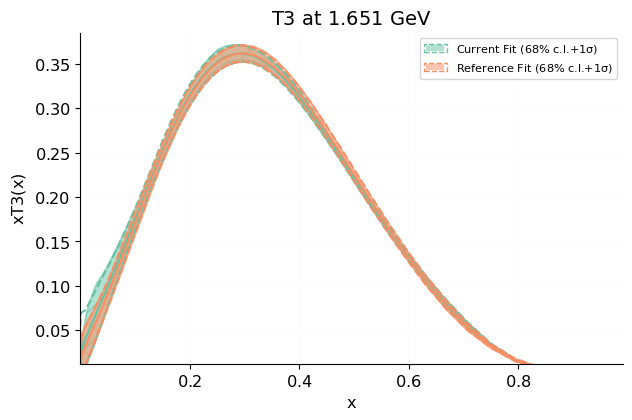 T3 at 1.651 GeV
Current Fit (68% c.l.+1σ)
Reference Fit (68% c.l.+1σ)
xT3(x)
0.35
0.30
0.25
0.20
0.15
0.10
0.05
0.2 0.4 0.6 0.8
x